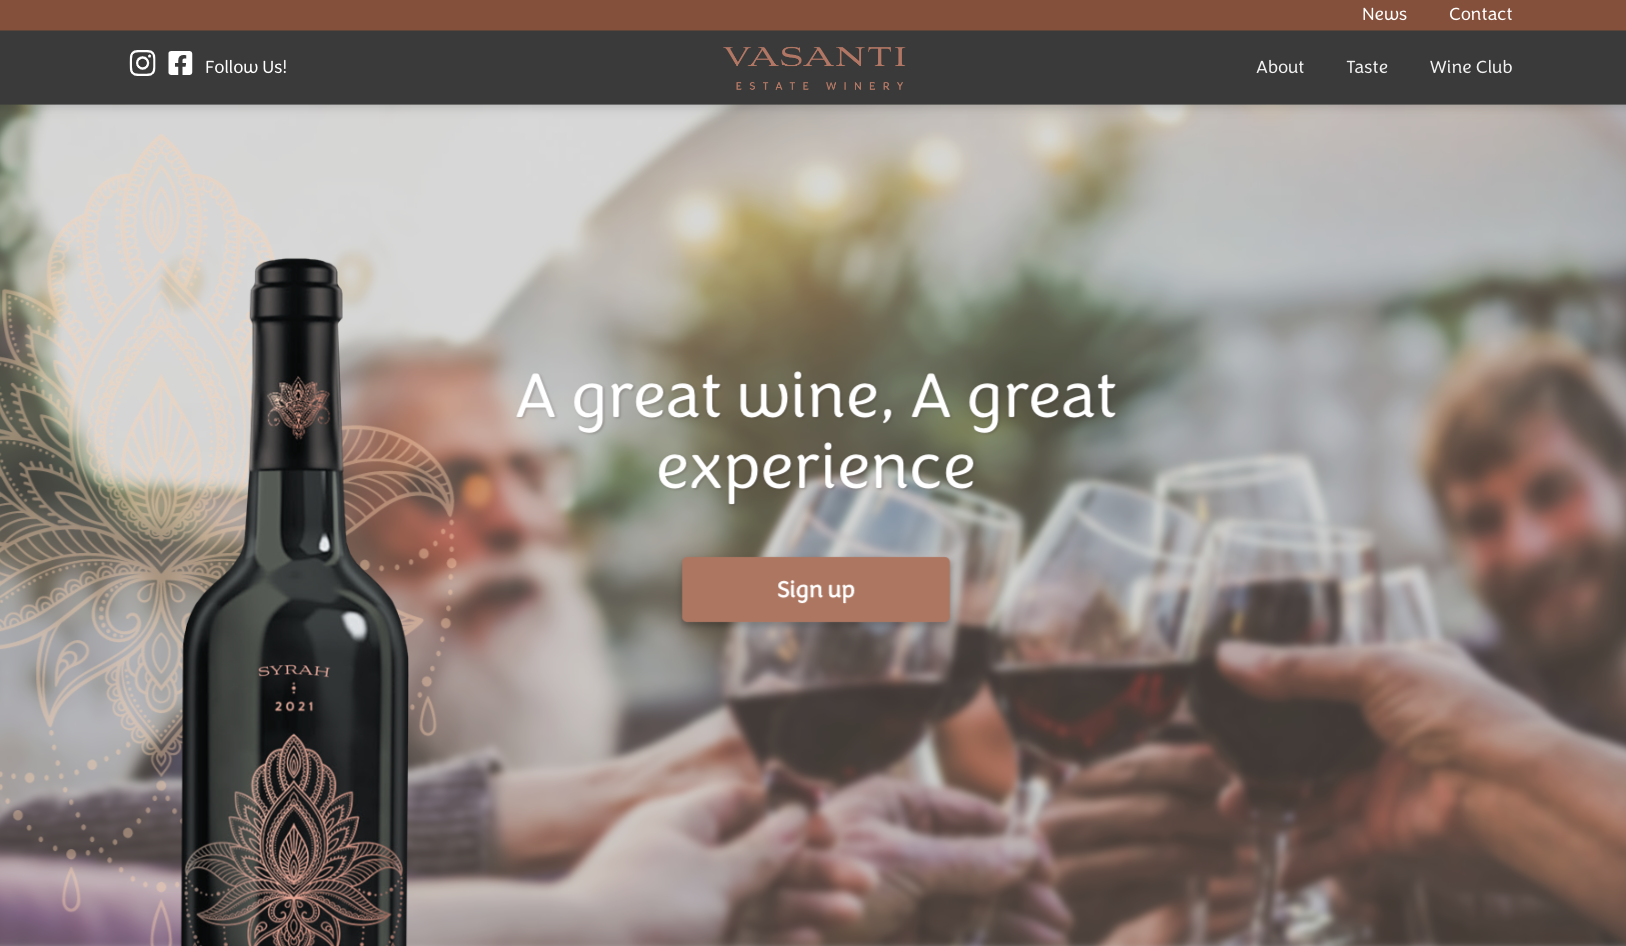 News Contact
Follow Us!
VASANTI
ESTATE WINERY
About Taste Wine Club
A great wine, A great
experience
Sign up
SYRAH
2021